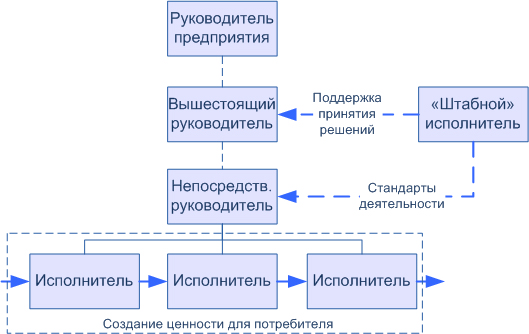 Руководитель
предприятия
Вышестоящий
руководитель
Поддержка
принятия
решений
«Штабной»
исполнитель
Непосредств.
руководитель
Стандарты
деятельности
Исполнитель
Исполнитель
Исполнитель
Создание ценности для потребителя